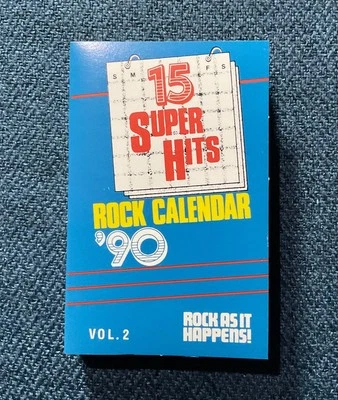 S M F S
15
SUPER
HITS
ROCK CALENDAR
'90
VOL. 2
ROCK AS IT
HAPPENS!